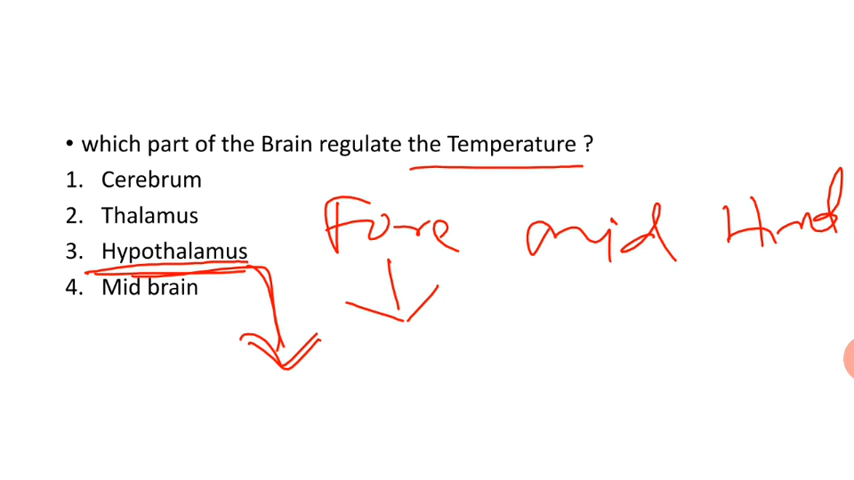 • which part of the Brain regulate the Temperature ?
1. Cerebrum
2. Thalamus
3. Hypothalamus
4. Mid brain
Fore mid Hind